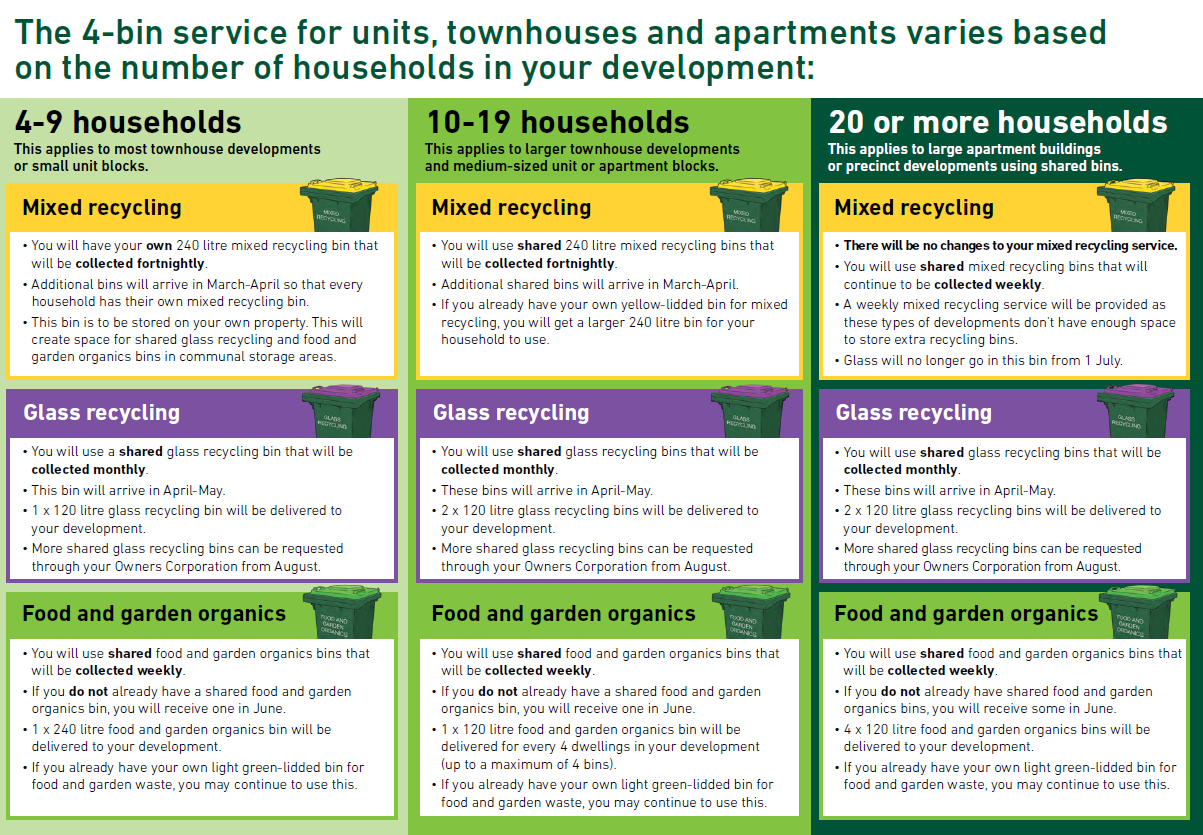 The 4-bin service for units, townhouses and apartments varies based
on the number of households in your development:
4-9 households
This applies to most townhouse developments
or small unit blocks.
Mixed recycling
MIXED
RECYCLING
• You will have your own 240 litre mixed recycling bin that
will be collected fortnightly.
• Additional bins will arrive in March-April so that every
household has their own mixed recycling bin.
• This bin is to be stored on your own property. This will
create space for shared glass recycling and food and
garden organics bins in communal storage areas.
Glass recycling
GLASS
RECYCLING
• You will use a shared glass recycling bin that will be
collected monthly.
• This bin will arrive in April-May.
• 1 x 120 litre glass recycling bin will be delivered to
your development.
• More shared glass recycling bins can be requested
through your Owners Corporation from August.
Food and garden organics
FOOD AND
GARDEN
ORGANICS
• You will use shared food and garden organics bins that
will be collected weekly.
• If you do not already have a shared food and garden
organics bin, you will receive one in June.
• 1 x 240 litre food and garden organics bin will be
delivered to your development.
• If you already have your own light green-lidded bin for
food and garden waste, you may continue to use this.
10-19 households
This applies to larger townhouse developments
and medium-sized unit or apartment blocks.
Mixed recycling
MIXED
RECYCLING
• You will use shared 240 litre mixed recycling bins that
will be collected fortnightly.
• Additional shared bins will arrive in March-April.
• If you already have your own yellow-lidded bin for mixed
recycling, you will get a larger 240 litre bin for your
household to use.
Glass recycling
GLASS
RECYCLING
• You will use shared glass recycling bins that will be
collected monthly.
• These bins will arrive in April-May.
• 2 x 120 litre glass recycling bins will be delivered to
your development.
• More shared glass recycling bins can be requested
through your Owners Corporation from August.
Food and garden organics
FOOD AND
GARDEN
ORGANICS
• You will use shared food and garden organics bins that
will be collected weekly.
• If you do not already have a shared food and garden
organics bin, you will receive one in June.
• 1 x 120 litre food and garden organics bin will be
delivered for every 4 dwellings in your development
(up to a maximum of 4 bins).
• If you already have your own light green-lidded bin for
food and garden waste, you may continue to use this.
20 or more households
This applies to large apartment buildings
or precinct developments using shared bins.
Mixed recycling
MIXED
RECYCLING
• There will be no changes to your mixed recycling service.
• You will use shared mixed recycling bins that will
continue to be collected weekly.
• A weekly mixed recycling service will be provided as
these types of developments don't have enough space
to store extra recycling bins.
• Glass will no longer go in this bin from 1 July.
Glass recycling
GLASS
RECYCLING
• You will use shared glass recycling bins that will be
collected monthly.
• These bins will arrive in April-May.
• 2 x 120 litre glass recycling bins will be delivered to
your development.
• More shared glass recycling bins can be requested
through your Owners Corporation from August.
Food and garden organics
FOOD AND
GARDEN
ORGANICS
• You will use shared food and garden organics bins that
will be collected weekly.
• If you do not already have shared food and garden
organics bins, you will receive some in June.
• 4 x 120 litre food and garden organics bins will be
delivered to your development.
• If you already have your own light green-lidded bin for
food and garden waste, you may continue to use this.